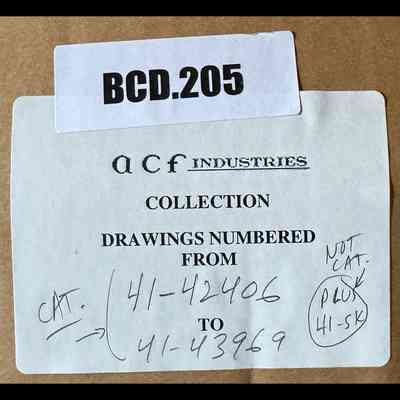 BCD.205
acf INDUSTRIES
COLLECTION
DRAWINGS NUMBERED
FROM
41-42406
TO
41-43969
CAT.
NOT
CAT.
PLUS
41-SK